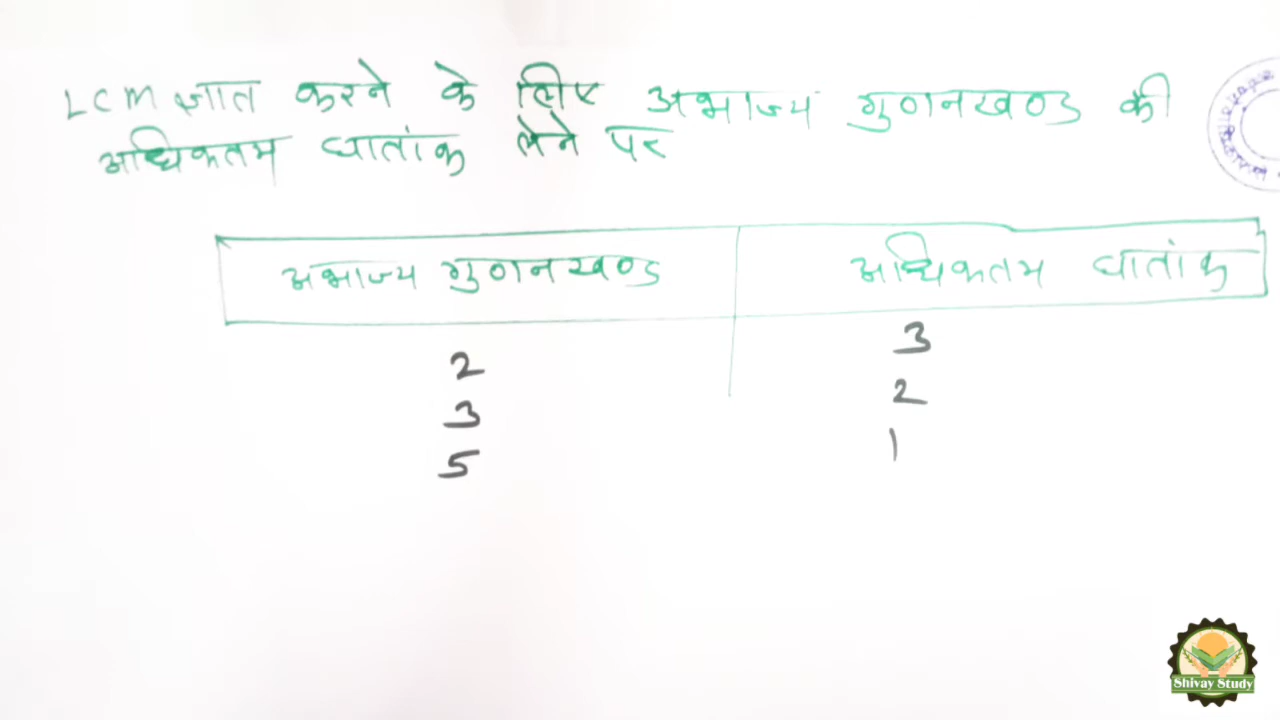 LCM ज्ञात करने के लिए अभाज्य गुणनखण्ड की
अधिकतम घातांक लेने पर
अभाज्य गुणनखण्ड अधिकतम घातांक
2 3
3 2
5 1
Shivay Study